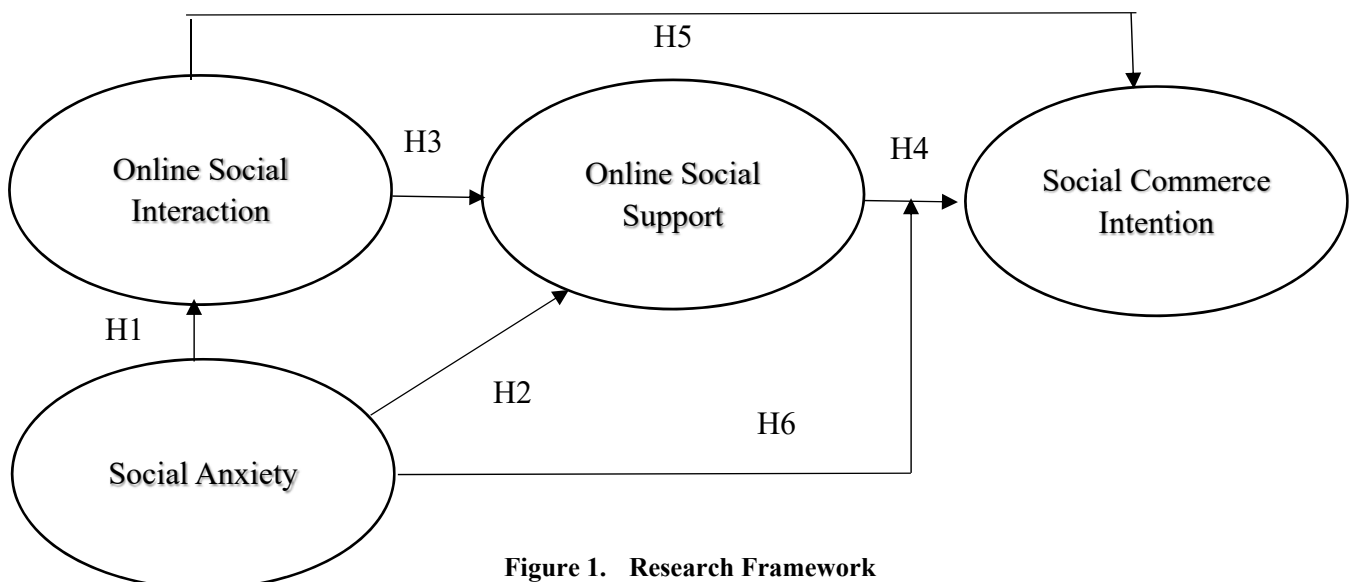 H5
H3
H4
Online Social
Interaction
Online Social
Support
Social Commerce
Intention
H1
H2
H6
Social Anxiety
Figure 1. Research Framework